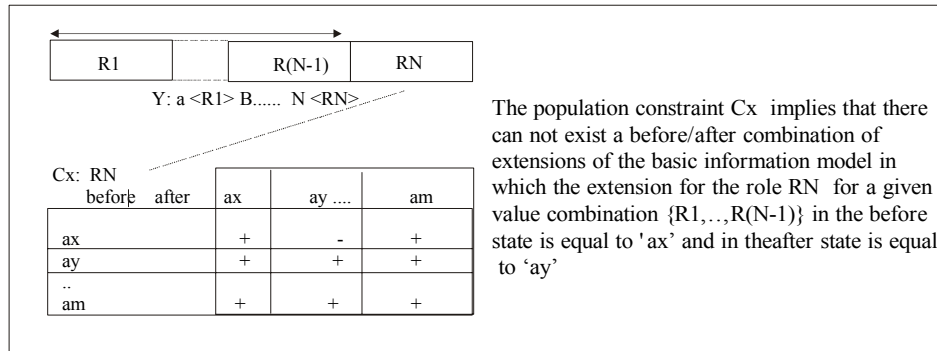 R1 R(N-1) RN
Y: a <R1> B...... N <RN>
Cx: RN
before after ax ay .... am
ax + - +
ay + + +
..
am + + +
The population constraint Cx implies that there
can not exist a before/after combination of
extensions of the basic information model in
which the extension for the role RN for a given
value combination {R1,..,R(N-1)} in the before
state is equal to 'ax' and in theafter state is equal
to ‘ay’